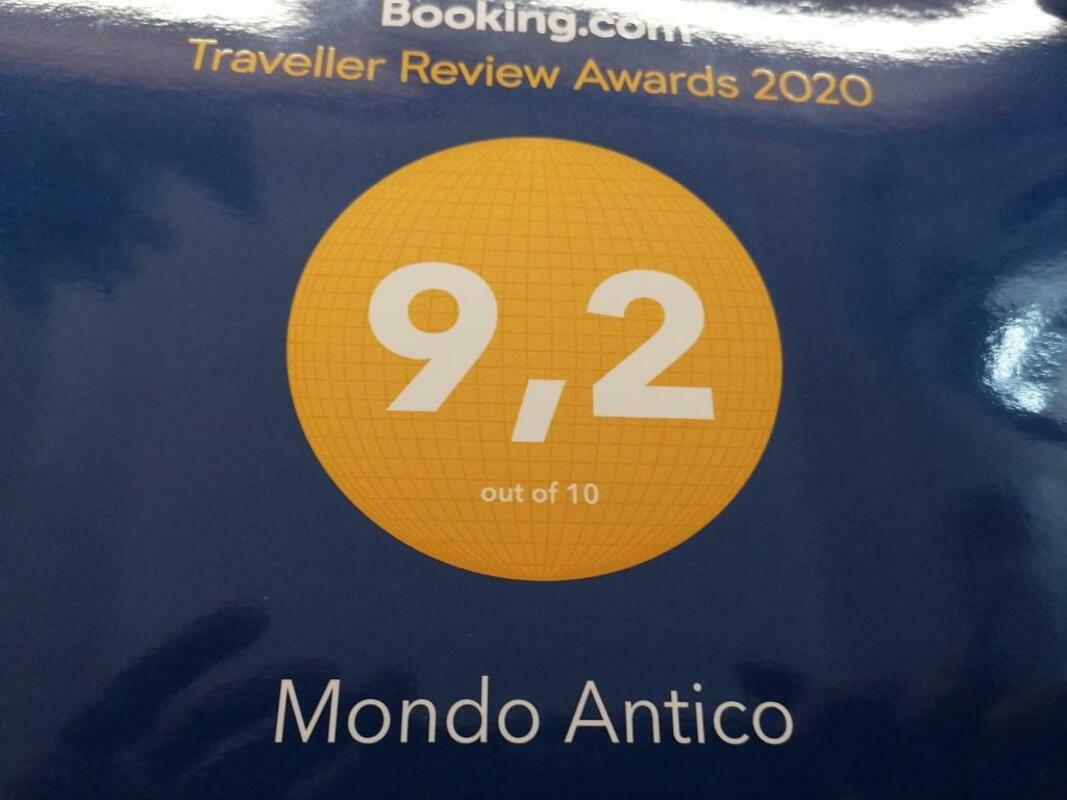 Booking.com
Traveller Review Awards 2020
9,2
out of 10
Mondo Antico